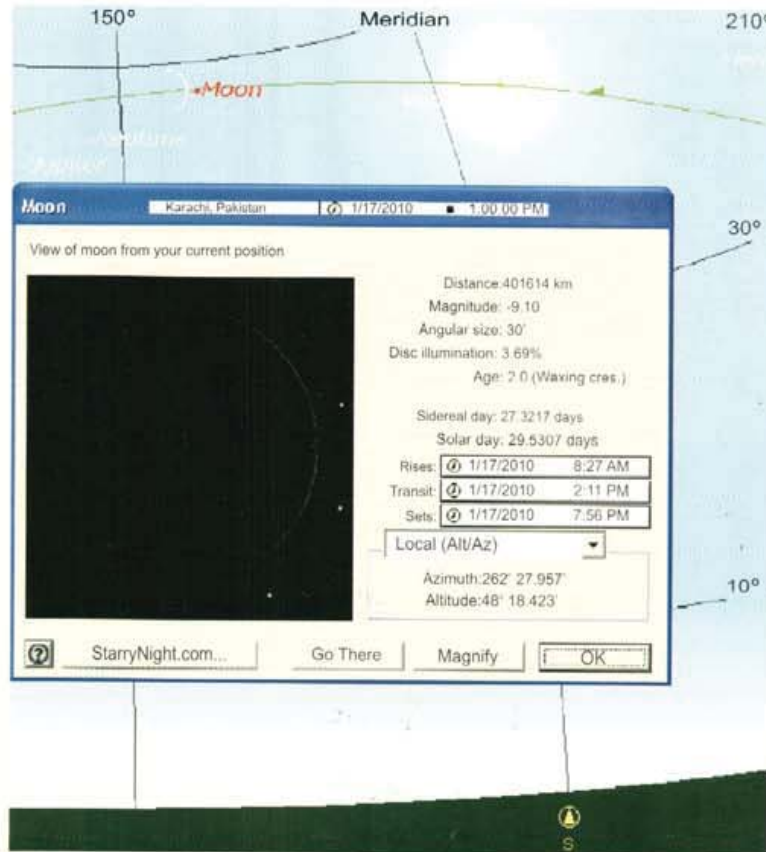 150° Meridian 210°
Moon
Neptune
Jupiter
Moon Karachi, Pakistan 1/17/2010 1:00:00 PM
30°
View of moon from your current position
Distance:401614 km
Magnitude: -9.10
Angular size: 30'
Disc illumination: 3.69%
Age: 2.0 (Waxing cres.)
Sidereal day: 27.3217 days
Solar day: 29.5307 days
Rises: 1/17/2010 8:27 AM
Transit: 1/17/2010 2:11 PM
Sets: 1/17/2010 7:56 PM
Local (Alt/Az)
Azimuth:262° 27.957'
Altitude:48° 18.423'
10°
? StarryNight.com... Go There Magnify OK
S